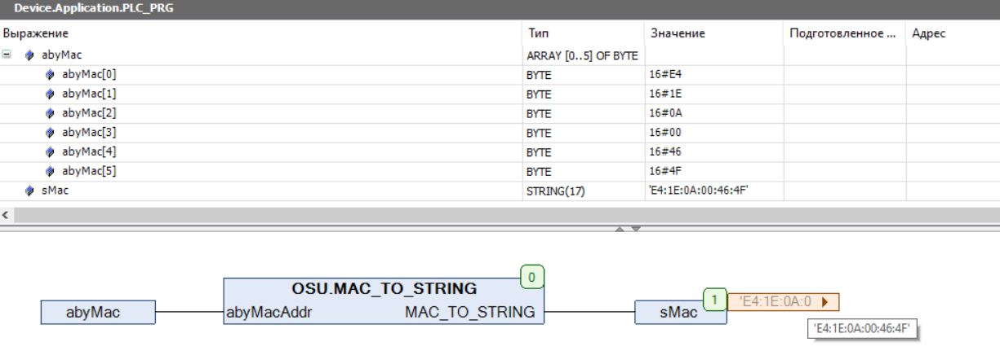 Device.Application.PLC_PRG
Выражение Тип Значение Подготовленное ... Адрес
abyMac ARRAY [0..5] OF BYTE
abyMac[0] BYTE 16#E4
abyMac[1] BYTE 16#1E
abyMac[2] BYTE 16#0A
abyMac[3] BYTE 16#00
abyMac[4] BYTE 16#46
abyMac[5] BYTE 16#4F
sMac STRING(17) 'E4:1E:0A:00:46:4F'
0
OSU.MAC_TO_STRING
abyMac abyMacAddr MAC_TO_STRING sMac 1 'E4:1E:0A:0
'E4:1E:0A:00:46:4F'